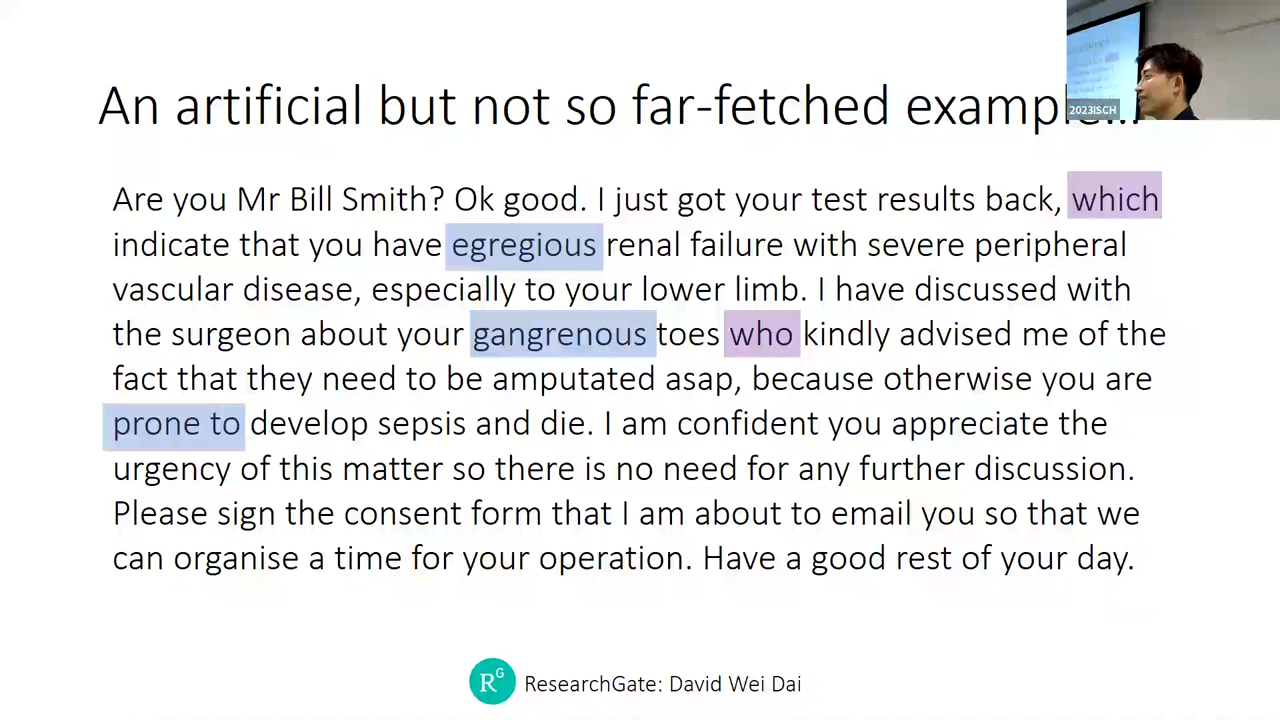 An artificial but not so far-fetched example...
2023ISCH
Are you Mr Bill Smith? Ok good. I just got your test results back, which
indicate that you have egregious renal failure with severe peripheral
vascular disease, especially to your lower limb. I have discussed with
the surgeon about your gangrenous toes who kindly advised me of the
fact that they need to be amputated asap, because otherwise you are
prone to develop sepsis and die. I am confident you appreciate the
urgency of this matter so there is no need for any further discussion.
Please sign the consent form that I am about to email you so that we
can organise a time for your operation. Have a good rest of your day.
RG ResearchGate: David Wei Dai